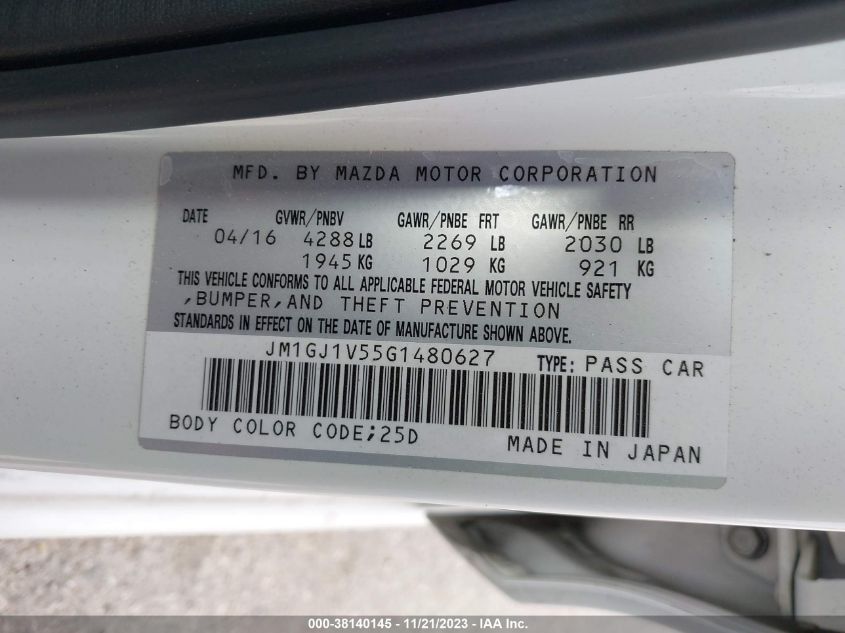 MFD. BY MAZDA MOTOR CORPORATION
DATE GVWR/PNBV GAWR/PNBE FRT GAWR/PNBE RR
04/16 4288 LB 2269 LB 2030 LB
1945 KG 1029 KG 921 KG
THIS VEHICLE CONFORMS TO ALL APPLICABLE FEDERAL MOTOR VEHICLE SAFETY
,BUMPER,AND THEFT PREVENTION
STANDARDS IN EFFECT ON THE DATE OF MANUFACTURE SHOWN ABOVE.
JM1GJ1V55G1480627 TYPE: PASS CAR
BODY COLOR CODE;25D
MADE IN JAPAN
000-38140145 - 11/21/2023 - IAA Inc.